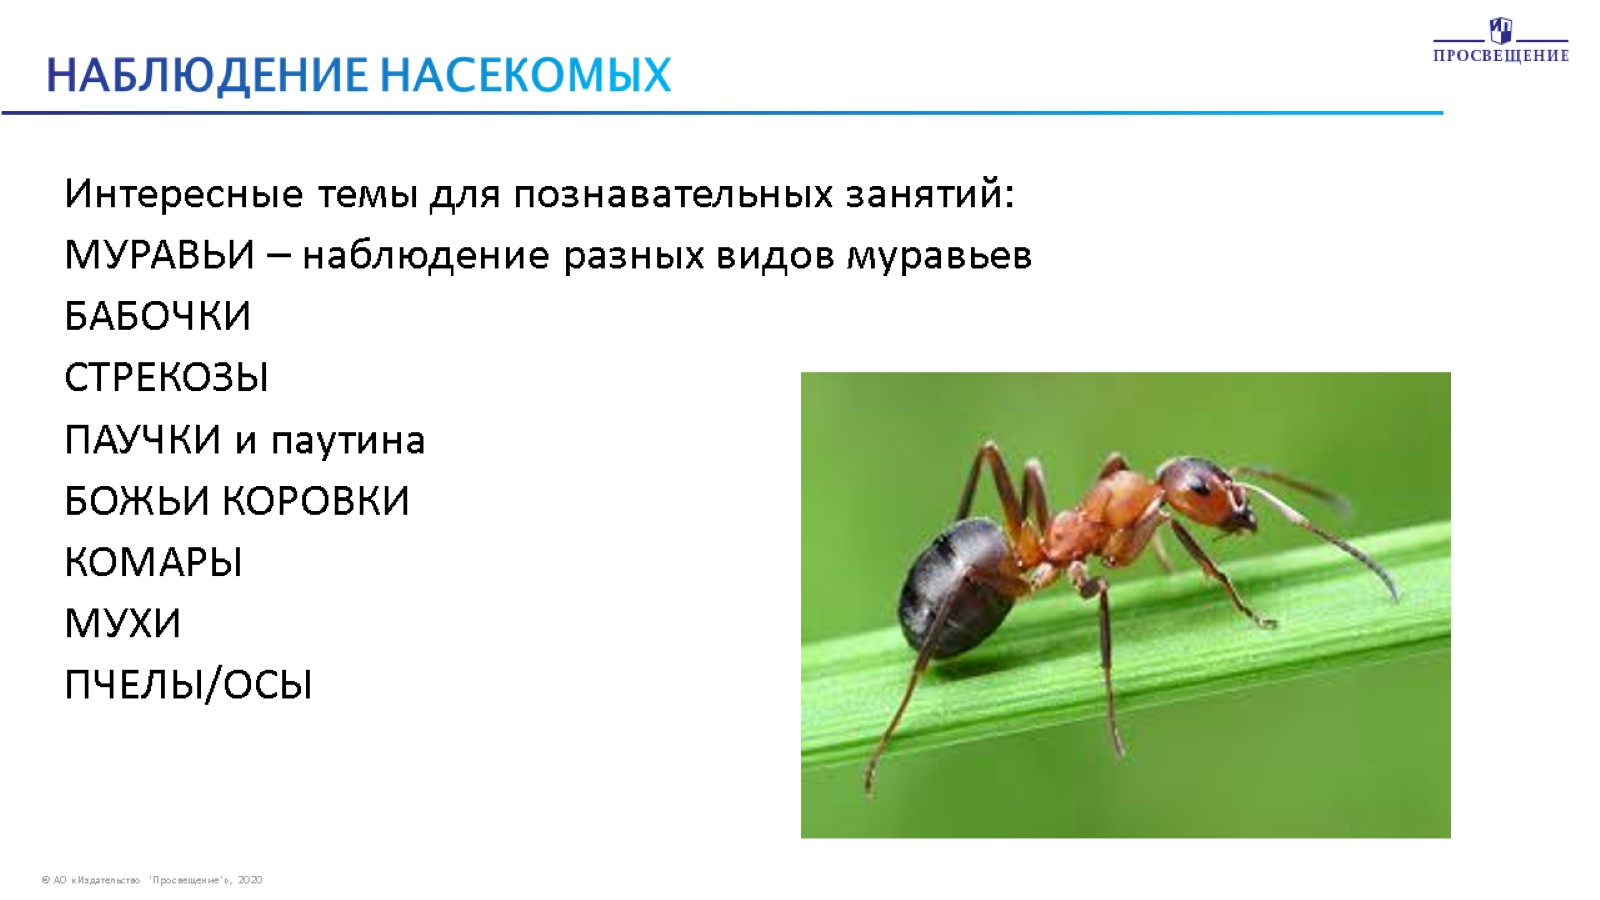 НАБЛЮДЕНИЕ НАСЕКОМЫХ
ПРОСВЕЩЕНИЕ
Интересные темы для познавательных занятий:
МУРАВЬИ – наблюдение разных видов муравьев
БАБОЧКИ
СТРЕКОЗЫ
ПАУЧКИ и паутина
БОЖЬИ КОРОВКИ
КОМАРЫ
МУХИ
ПЧЕЛЫ/ОСЫ
© АО «Издательство "Просвещение"», 2020